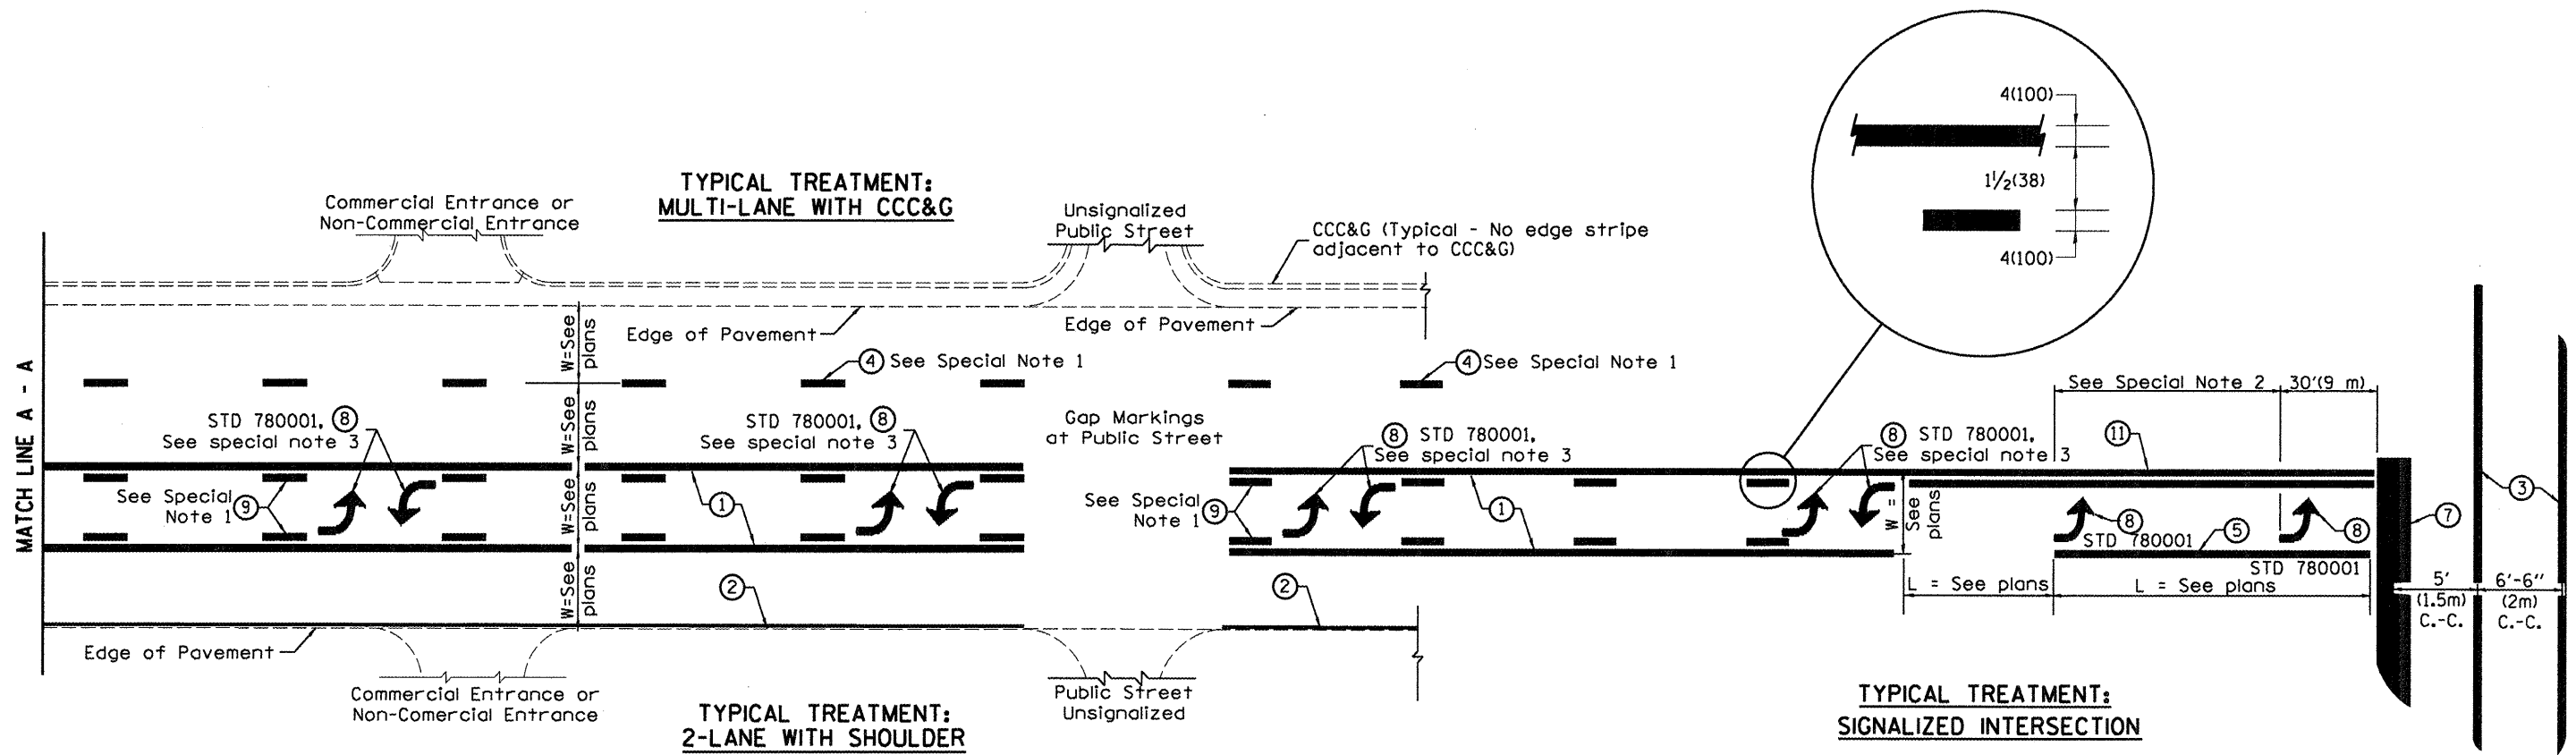 TYPICAL TREATMENT:
MULTI-LANE WITH CCC&G
Commercial Entrance or
Non-Commercial Entrance
Unsignalized
Public Street
CCC&G (Typical - No edge stripe
adjacent to CCC&G)
4(100)
1½(38)
4(100)
MATCH LINE A - A
W=See
plans
Edge of Pavement
Edge of Pavement
4 See Special Note 1
4 See Special Note 1
See Special Note 2
30'(9 m)
W=See
plans
STD 780001, 8
See special note 3
STD 780001, 8
See special note 3
Gap Markings
at Public Street
8 STD 780001,
See special note 3
8 STD 780001,
See special note 3
11
See Special
Note 1 9
W=See
plans
1
See Special
Note 1 9
1
W =
See
plans
8
STD 780001
5
8
7
3
STD 780001
W=See
plans
2
2
L = See plans
L = See plans
5'
(1.5m)
C.-C.
6'-6"
(2m)
C.-C.
Edge of Pavement
Commercial Entrance or
Non-Comercial Entrance
Public Street
Unsignalized
TYPICAL TREATMENT:
2-LANE WITH SHOULDER
TYPICAL TREATMENT:
SIGNALIZED INTERSECTION